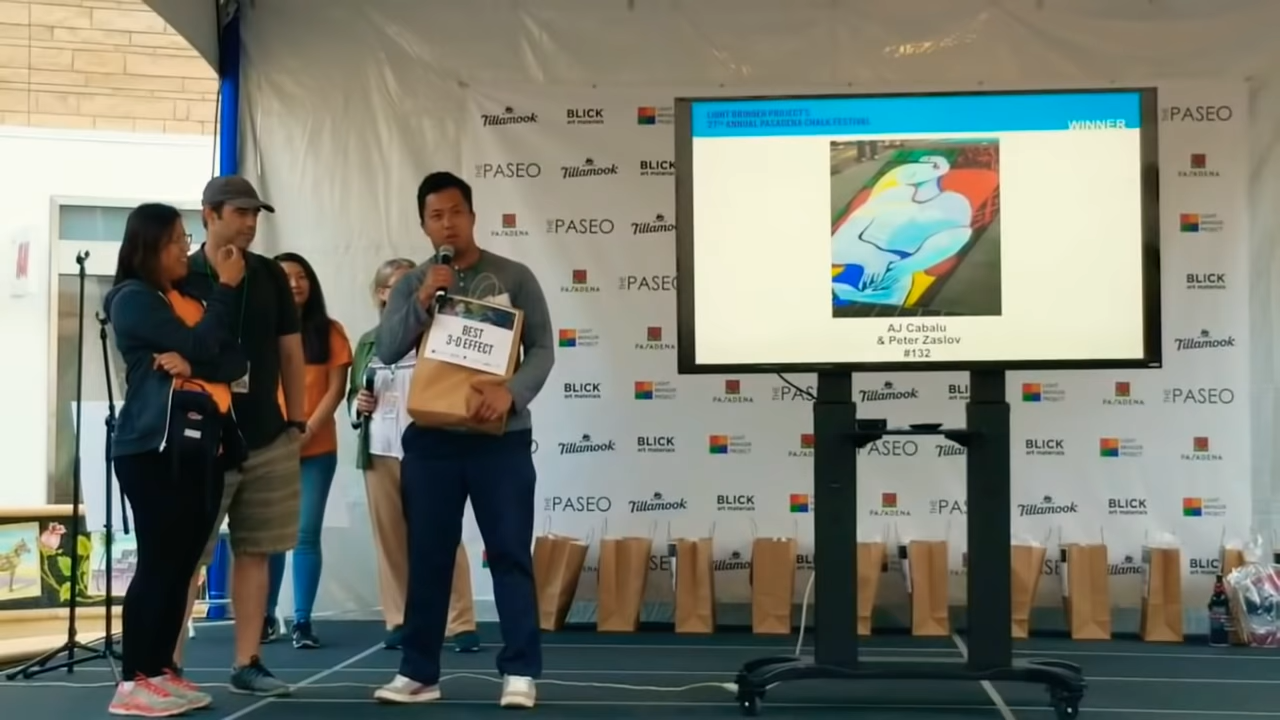 LIGHT BRINGER PROJECT'S
27TH ANNUAL PASADENA CHALK FESTIVAL
WINNER
AJ Cabalu
& Peter Zaslov
#132
BEST
3-D EFFECT
Tillamook
BLICK
art materials
LIGHT
BRINGER
PROJECT
THE PASEO
PASADENA